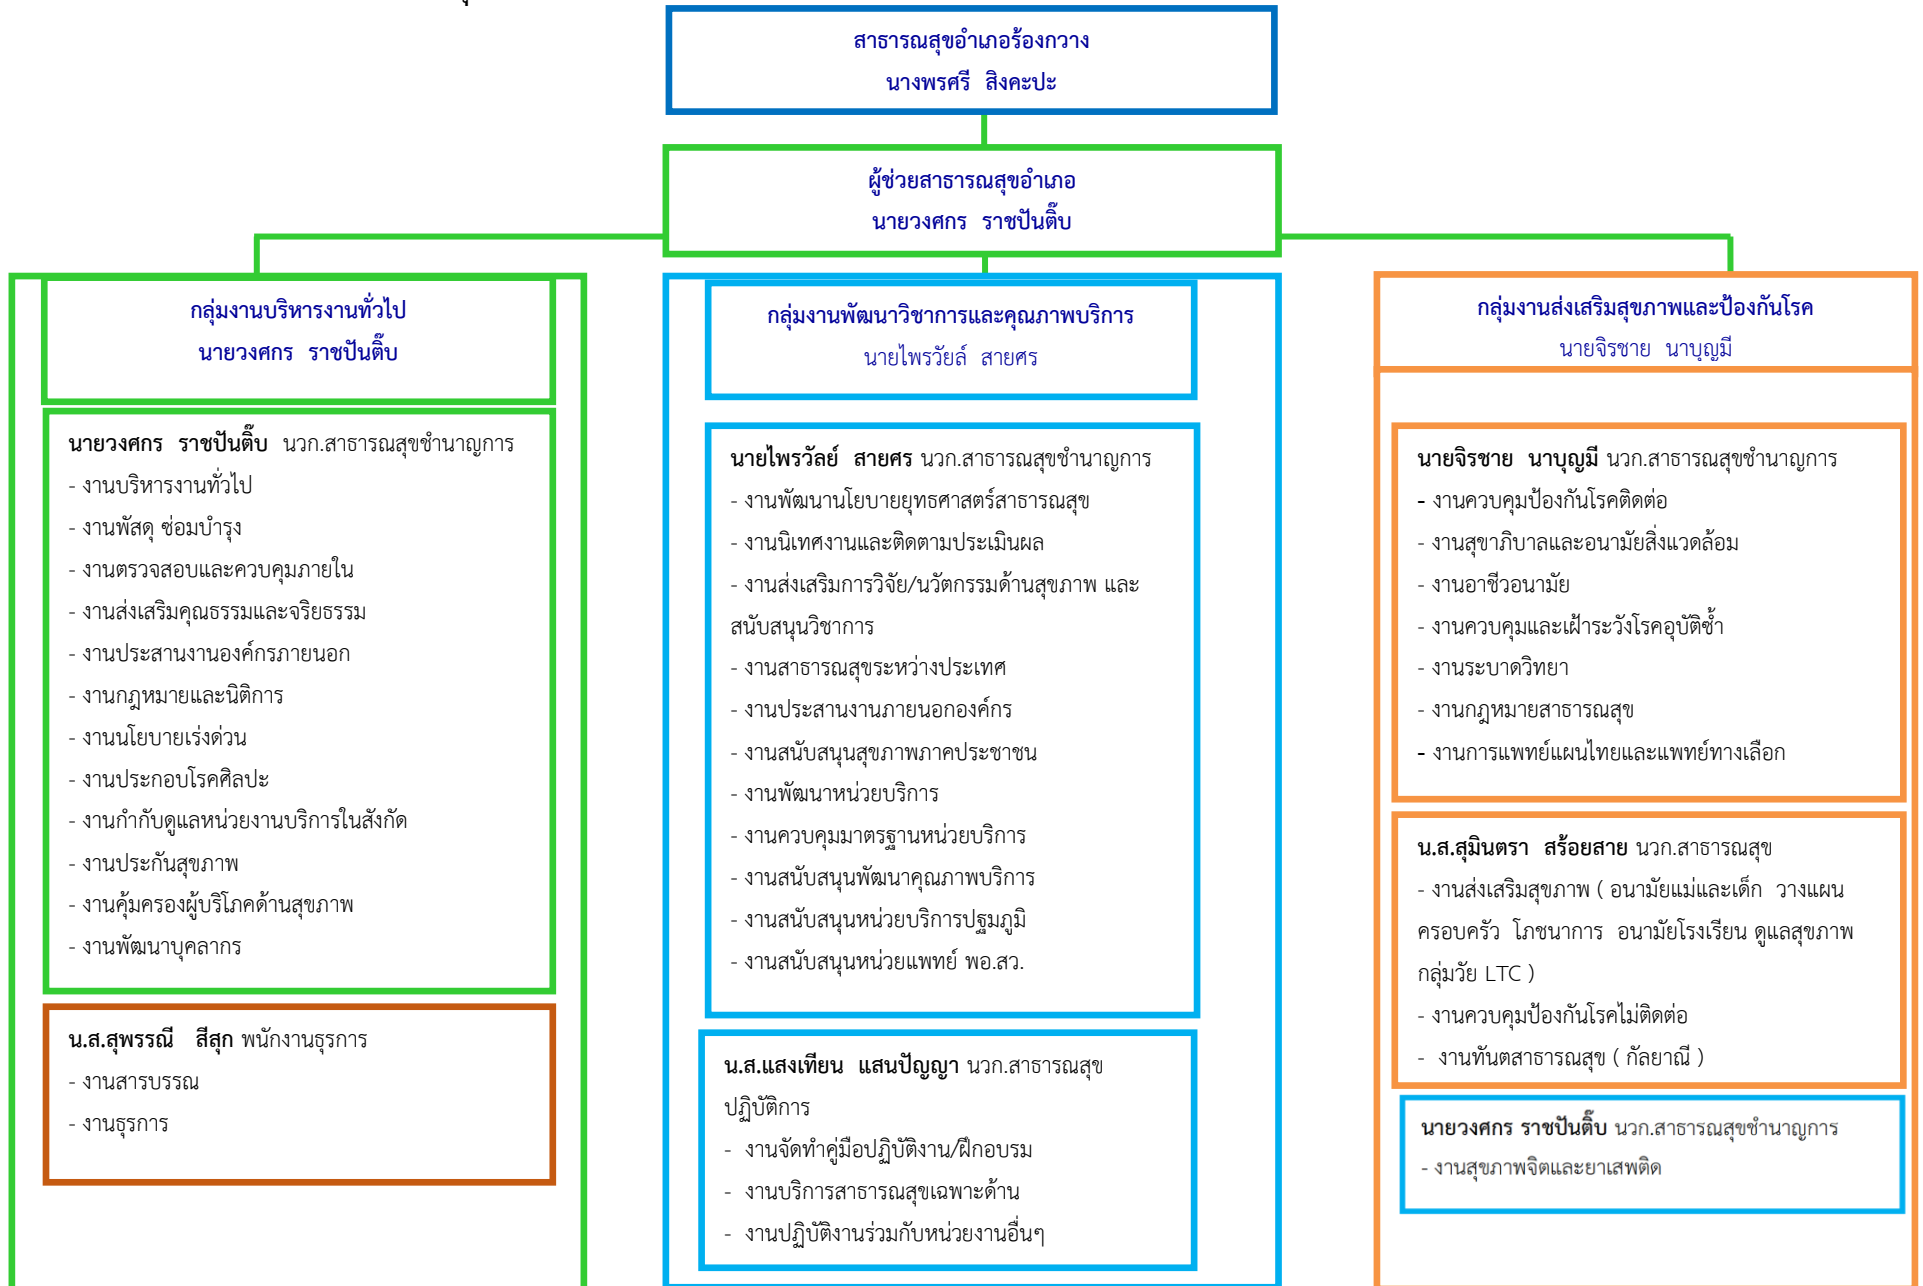 สาธารณสุขอำเภอร้องกวาง
นางพรศรี สิงคะปะ
ผู้ช่วยสาธารณสุขอำเภอ
นายวงศกร ราชปันติ๊บ
กลุ่มงานบริหารงานทั่วไป
นายวงศกร ราชปันติ๊บ
นายวงศกร ราชปันติ๊บ นวก.สาธารณสุขชำนาญการ
- งานบริหารงานทั่วไป
- งานพัสดุ ซ่อมบำรุง
- งานตรวจสอบและควบคุมภายใน
- งานส่งเสริมคุณธรรมและจริยธรรม
- งานประสานงานองค์กรภายนอก
- งานกฎหมายและนิติการ
- งานนโยบายเร่งด่วน
- งานประกอบโรคศิลปะ
- งานกำกับดูแลหน่วยงานบริการในสังกัด
- งานประกันสุขภาพ
- งานคุ้มครองผู้บริโภคด้านสุขภาพ
- งานพัฒนาบุคลากร
น.ส.สุพรรณี สีสุก พนักงานธุรการ
- งานสารบรรณ
- งานธุรการ
กลุ่มงานพัฒนาวิชาการและคุณภาพบริการ
นายไพรวัยล์ สายศร
นายไพรวัลย์ สายศร นวก.สาธารณสุขชำนาญการ
- งานพัฒนานโยบายยุทธศาสตร์สาธารณสุข
- งานนิเทศงานและติดตามประเมินผล
- งานส่งเสริมการวิจัย/นวัตกรรมด้านสุขภาพ และ
สนับสนุนวิชาการ
- งานสาธารณสุขระหว่างประเทศ
- งานประสานงานภายนอกองค์กร
- งานสนับสนุนสุขภาพภาคประชาชน
- งานพัฒนาหน่วยบริการ
- งานควบคุมมาตรฐานหน่วยบริการ
- งานสนับสนุนพัฒนาคุณภาพบริการ
- งานสนับสนุนหน่วยบริการปฐมภูมิ
- งานสนับสนุนหน่วยแพทย์ พอ.สว.
น.ส.แสงเทียน แสนปัญญา นวก.สาธารณสุข
ปฏิบัติการ
- งานจัดทำคู่มือปฏิบัติงาน/ฝึกอบรม
- งานบริการสาธารณสุขเฉพาะด้าน
- งานปฏิบัติงานร่วมกับหน่วยงานอื่นๆ
กลุ่มงานส่งเสริมสุขภาพและป้องกันโรค
นายจิรชาย นาบุญมี
นายจิรชาย นาบุญมี นวก.สาธารณสุขชำนาญการ
- งานควบคุมป้องกันโรคติดต่อ
- งานสุขาภิบาลและอนามัยสิ่งแวดล้อม
- งานอาชีวอนามัย
- งานควบคุมและเฝ้าระวังโรคอุบัติซ้ำ
- งานระบาดวิทยา
- งานกฎหมายสาธารณสุข
- งานการแพทย์แผนไทยและแพทย์ทางเลือก
น.ส.สุมินตรา สร้อยสาย นวก.สาธารณสุข
- งานส่งเสริมสุขภาพ ( อนามัยแม่และเด็ก วางแผน
ครอบครัว โภชนาการ อนามัยโรงเรียน ดูแลสุขภาพ
กลุ่มวัย LTC )
- งานควบคุมป้องกันโรคไม่ติดต่อ
- งานทันตสาธารณสุข ( กัลยาณี )
นายวงศกร ราชปันติ๊บ นวก.สาธารณสุขชำนาญการ
- งานสุขภาพจิตและยาเสพติด